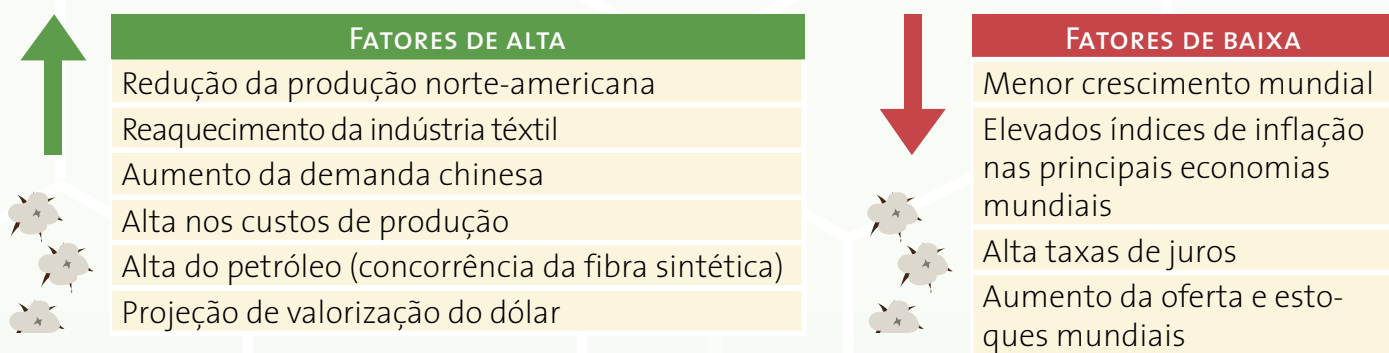 FATORES DE ALTA
Redução da produção norte-americana
Reaquecimento da indústria téxtil
Aumento da demanda chinesa
Alta nos custos de produção
Alta do petróleo (concorrência da fibra sintética)
Projeção de valorização do dólar
FATORES DE BAIXA
Menor crescimento mundial
Elevados índices de inflação
nas principais economias
mundiais
Alta taxas de juros
Aumento da oferta e esto-
ques mundiais